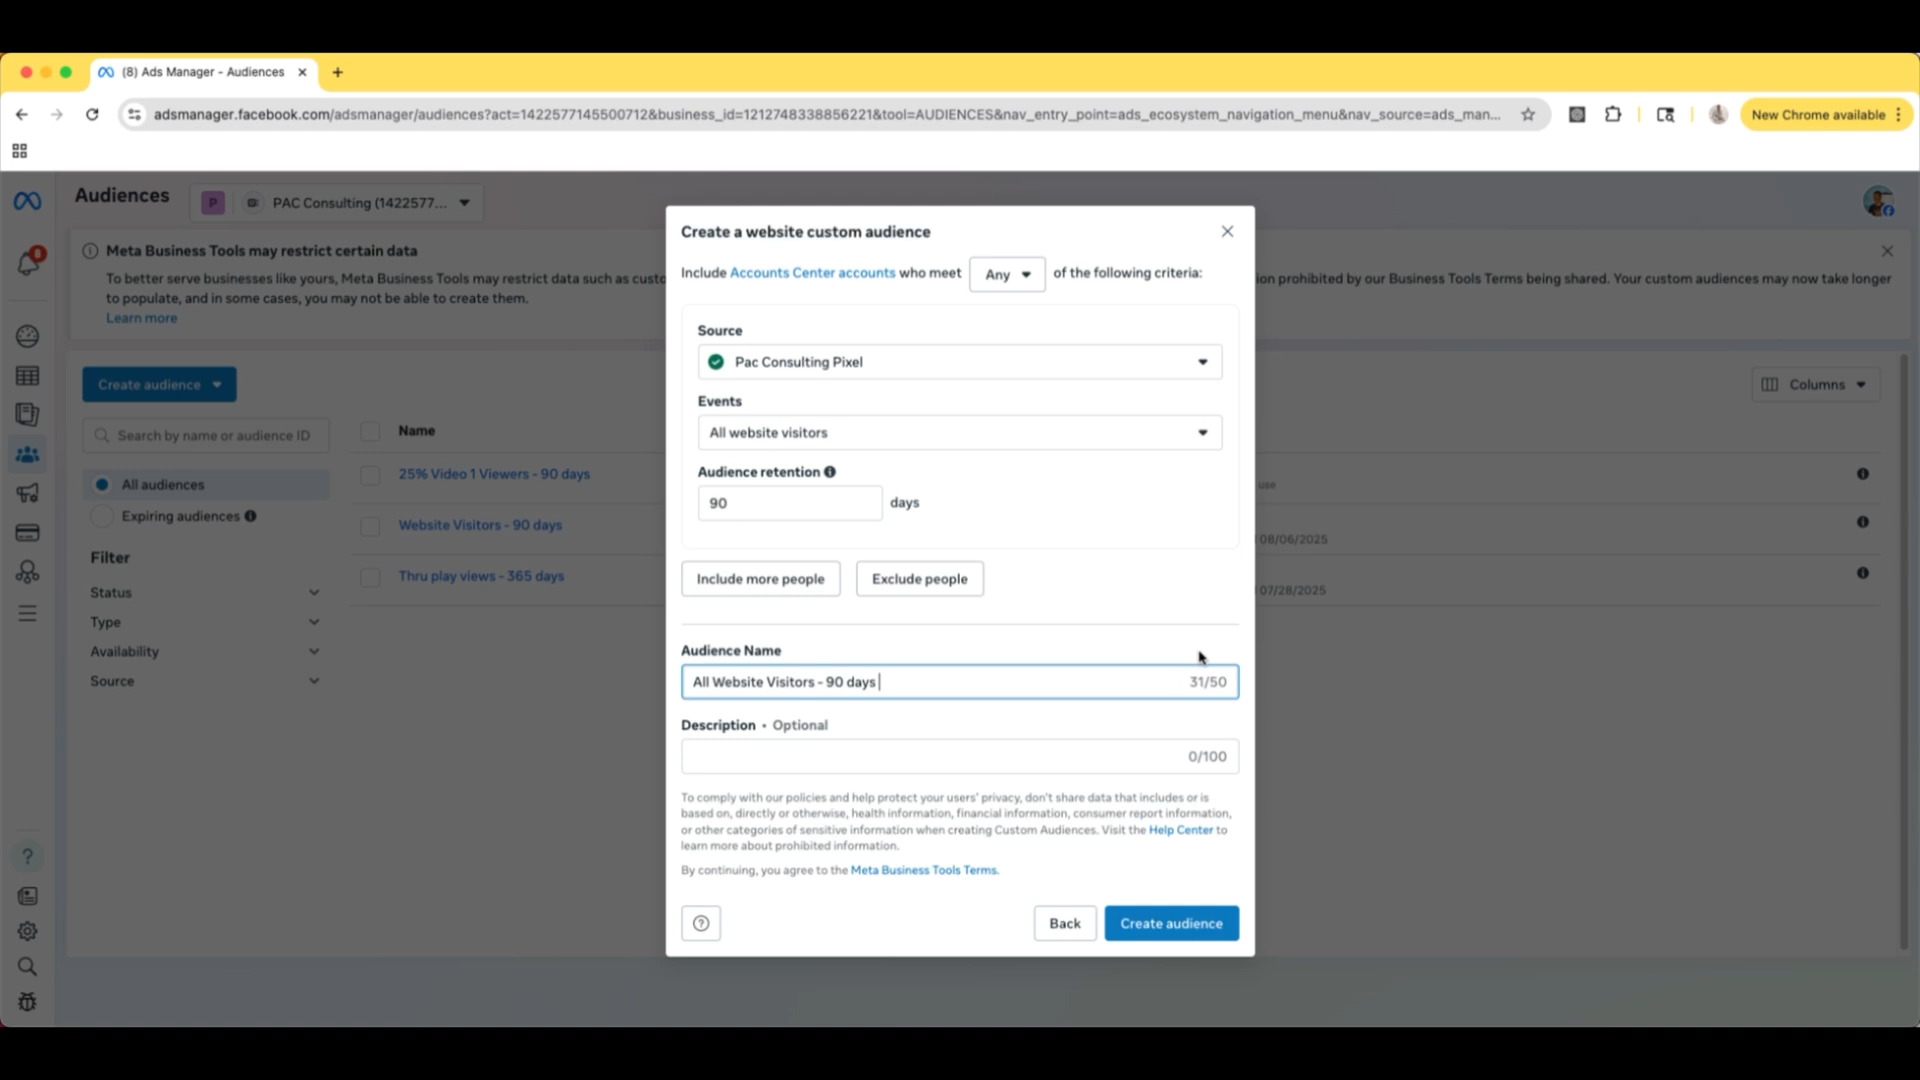 (8) Ads Manager - Audiences
adsmanager.facebook.com/adsmanager/audiences?act=1422577145500712&business_id=1212748338856221&tool=AUDIENCES&nav_entry_point=ads_ecosystem_navigation_menu&nav_source=ads_man...
New Chrome available
Audiences
P
PAC Consulting (1422577...
8
Meta Business Tools may restrict certain data
To better serve businesses like yours, Meta Business Tools may restrict data such as custo
ion prohibited by our Business Tools Terms being shared. Your custom audiences may now take longer
to populate, and in some cases, you may not be able to create them.
Learn more
Create audience
Columns
Search by name or audience ID
Name
All audiences
25% Video 1 Viewers - 90 days
use
Expiring audiences
Website Visitors - 90 days
08/06/2025
Filter
Thru play views - 365 days
07/28/2025
Status
Type
Availability
Source
Create a website custom audience
Include Accounts Center accounts who meet Any of the following criteria:
Source
Pac Consulting Pixel
Events
All website visitors
Audience retention
90 days
Include more people
Exclude people
Audience Name
All Website Visitors - 90 days
31/50
Description • Optional
0/100
To comply with our policies and help protect your users' privacy, don't share data that includes or is
based on, directly or otherwise, health information, financial information, consumer report information,
or other categories of sensitive information when creating Custom Audiences. Visit the Help Center to
learn more about prohibited information.
By continuing, you agree to the Meta Business Tools Terms.
Back
Create audience